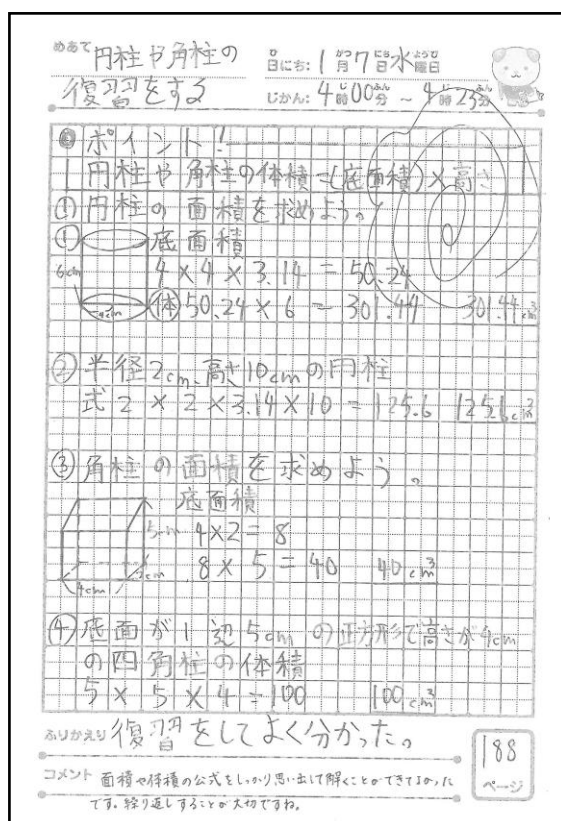 めあて 円柱や角柱の
復習をする
日にち: 1月7日水曜日
じかん: 4時00分 ~ 4時23分
ポイント!
円柱や角柱の体積=(底面積)×高さ
① 円柱の面積を求めよう。
① 底面積
4×4×3.14=50.24
6cm
4cm
体 50.24×6=301.44 301.44cm³
② 半径2cm、高さ10cmの円柱
式 2×2×3.14×10=125.6 125.6cm³
③ 角柱の面積を求めよう。
底面積
5cm 4×2=8
2cm
4cm
8×5=40 40cm³
④ 底面が1辺5cmの正方形で高さが4cm
の四角柱の体積
5×5×4=100 100cm³
ふりかえり 復習をしてよく分かった。
コメント 面積や体積の公式をしっかり思い出して解くことができてよかった
です。繰り返しすることが大切ですね。
188
ページ